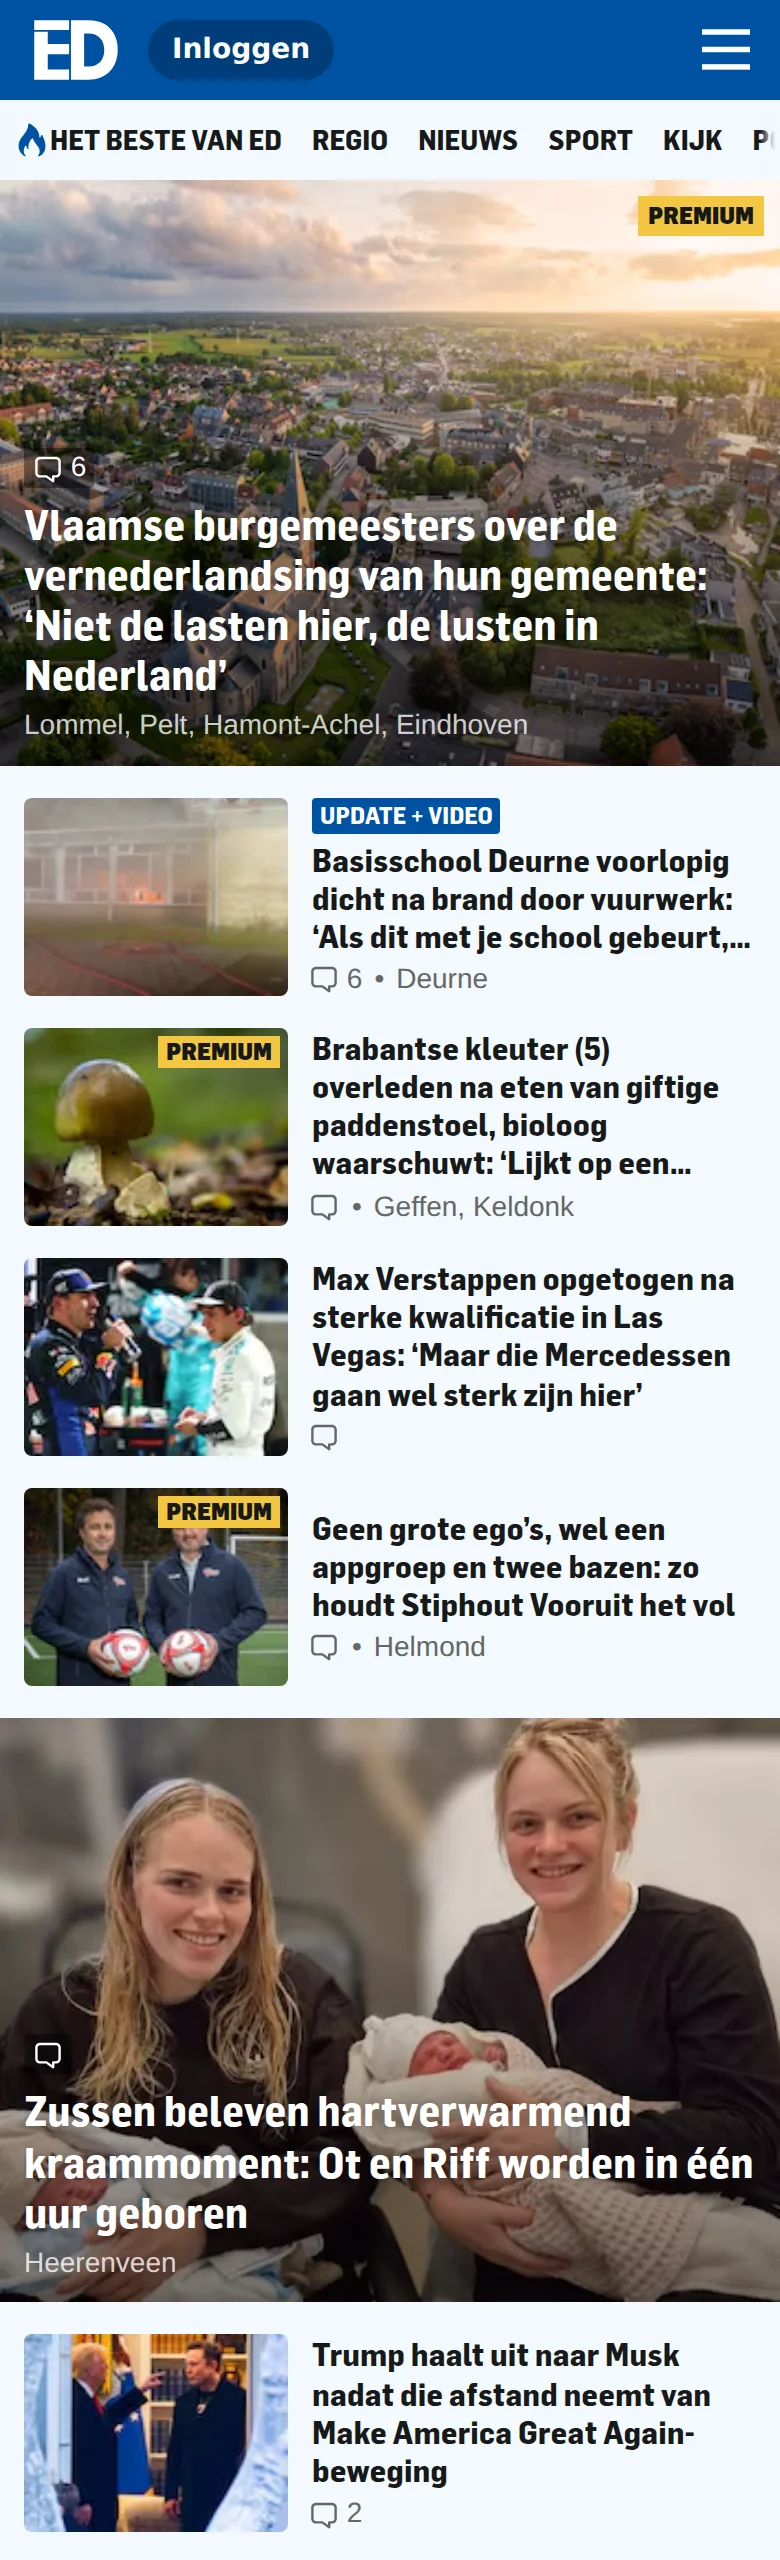 ED Inloggen
HET BESTE VAN ED REGIO NIEUWS SPORT KIJK
PREMIUM
6
Vlaamse burgemeesters over de
vernederlandsing van hun gemeente:
‘Niet de lasten hier, de lusten in
Nederland’
Lommel, Pelt, Hamont-Achel, Eindhoven
UPDATE + VIDEO
Basisschool Deurne voorlopig
dicht na brand door vuurwerk:
‘Als dit met je school gebeurt,...
6 • Deurne
PREMIUM
Brabantse kleuter (5)
overleden na eten van giftige
paddenstoel, bioloog
waarschuwt: ‘Lijkt op een...
• Geffen, Keldonk
Max Verstappen opgetogen na
sterke kwalificatie in Las
Vegas: ‘Maar die Mercedessen
gaan wel sterk zijn hier’
PREMIUM
Geen grote ego’s, wel een
appgroep en twee bazen: zo
houdt Stiphout Vooruit het vol
• Helmond
Zussen beleven hartverwarmend
kraammoment: Ot en Riff worden in één
uur geboren
Heerenveen
Trump haalt uit naar Musk
nadat die afstand neemt van
Make America Great Again-
beweging
2